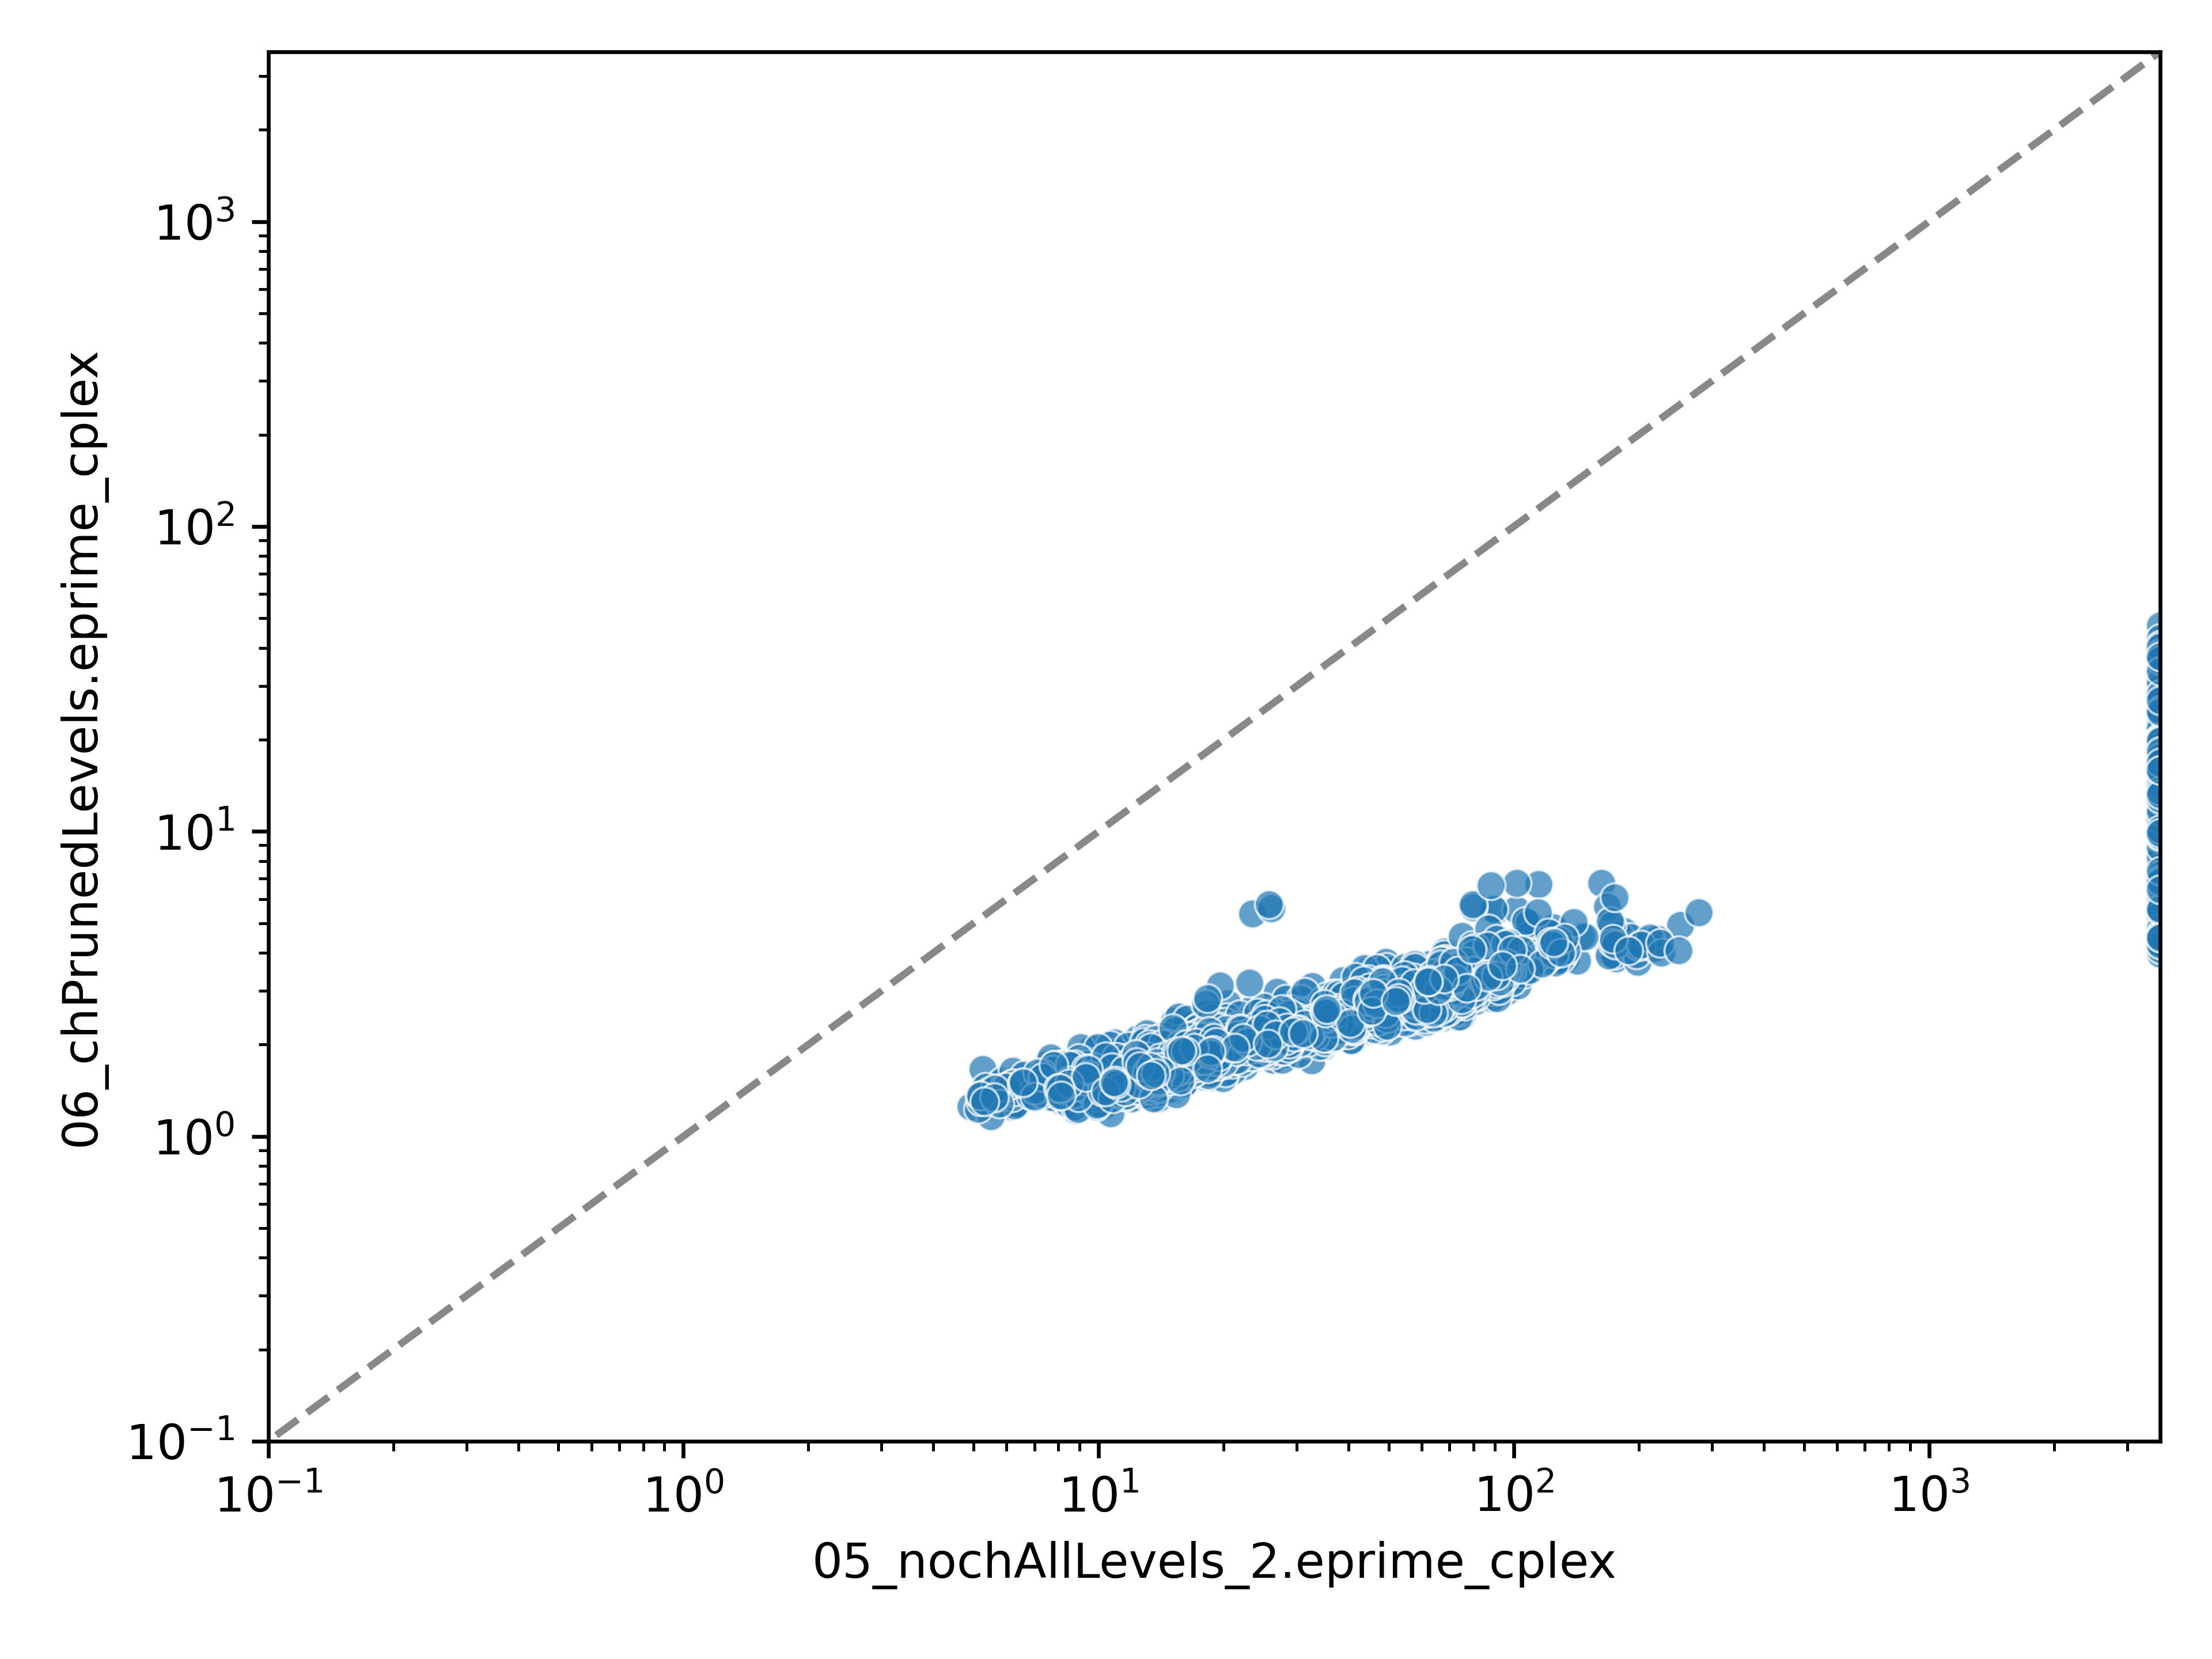 10³
10²
10¹
10⁰
10⁻¹
06_chPrunedLevels.eprime_cplex
10⁻¹ 10⁰ 10¹ 10² 10³
05_nochAllLevels_2.eprime_cplex